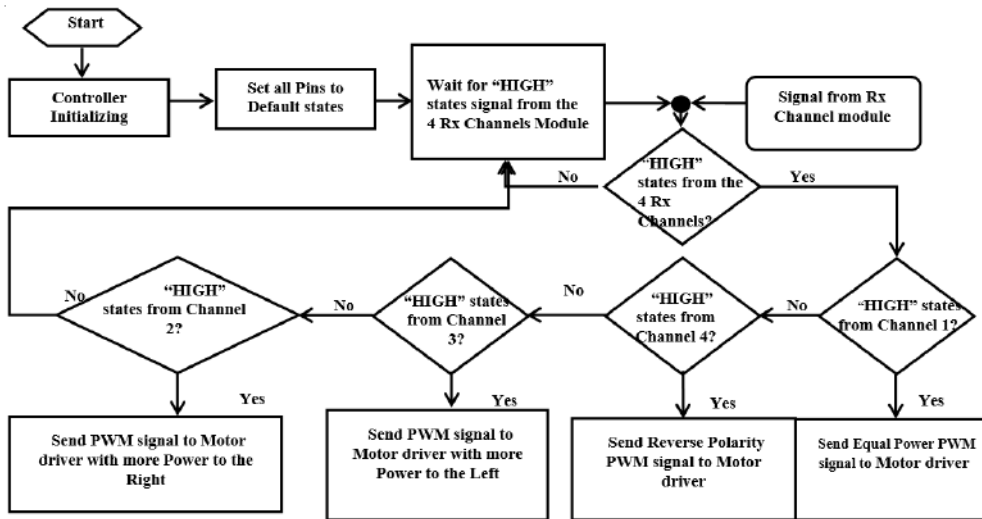 Start
Controller
Initializing
Set all Pins to
Default states
Wait for “HIGH”
states signal from the
4 Rx Channels Module
Signal from Rx
Channel module
“HIGH”
states from the
4 Rx
Channels?
No
Yes
“HIGH” states
from Channel 1?
No
“HIGH”
states from
Channel 4?
No
“HIGH” states
from Channel
3?
No
“HIGH”
states from Channel
2?
No
Yes
Yes
Yes
Yes
Send PWM signal to Motor
driver with more Power to the
Right
Send PWM signal to
Motor driver with more
Power to the Left
Send Reverse Polarity
PWM signal to Motor
driver
Send Equal Power PWM
signal to Motor driver